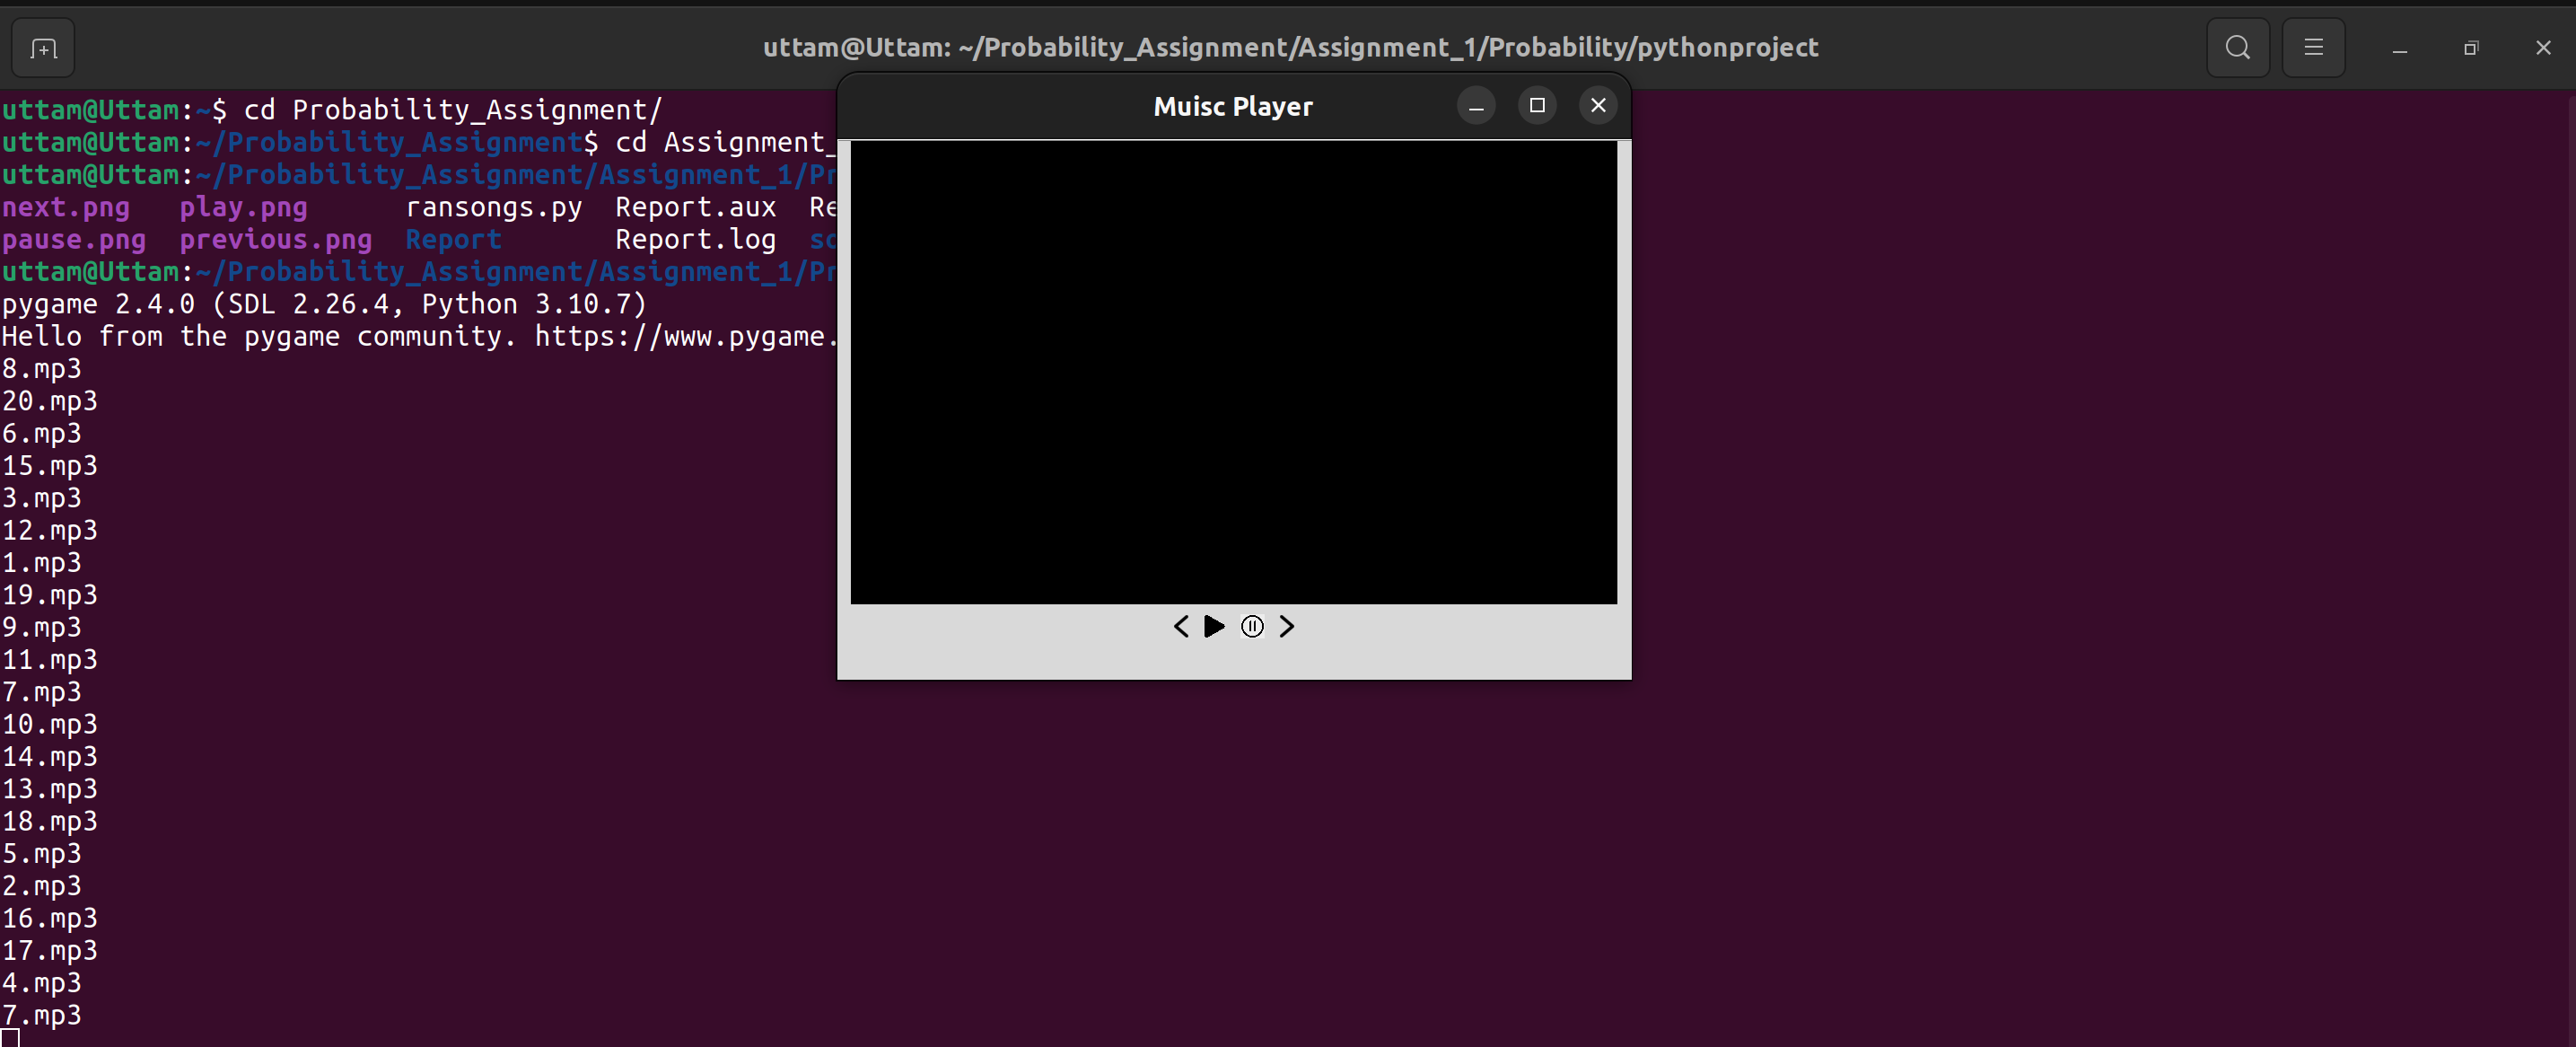 uttam@Uttam: ~/Probability_Assignment/Assignment_1/Probability/pythonproject
Muisc Player
uttam@Uttam:~$ cd Probability_Assignment/
uttam@Uttam:~/Probability_Assignment$ cd Assignment_
uttam@Uttam:~/Probability_Assignment/Assignment_1/Pr
next.png play.png ransongs.py Report.aux Re
pause.png previous.png Report Report.log so
uttam@Uttam:~/Probability_Assignment/Assignment_1/Pr
pygame 2.4.0 (SDL 2.26.4, Python 3.10.7)
Hello from the pygame community. https://www.pygame.
8.mp3
20.mp3
6.mp3
15.mp3
3.mp3
12.mp3
1.mp3
19.mp3
9.mp3
11.mp3
7.mp3
10.mp3
14.mp3
13.mp3
18.mp3
5.mp3
2.mp3
16.mp3
17.mp3
4.mp3
7.mp3